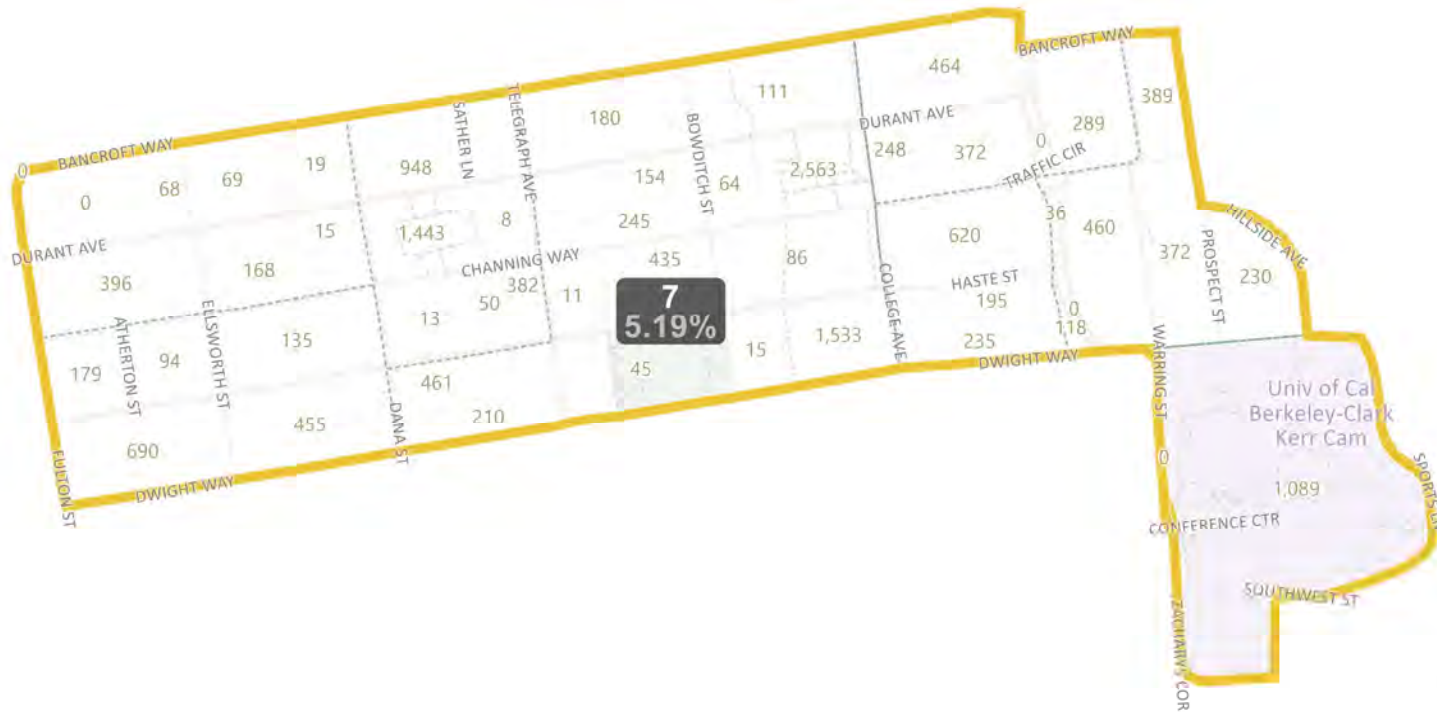 BANCROFT WAY
464
389
111
180
DURANT AVE
289
0
0
BANCROFT WAY
19
SATHER LN
TELEGRAPH AVE
BOWDITCH ST
248
372
TRAFFIC CIR
948
2,563
69
68
0
154
64
15
1,443
8
245
36
460
620
HILLSIDE AVE
DURANT AVE
168
CHANNING WAY
435
86
PROSPECT ST
372
230
396
382
50
11
7
5.19%
COLLEGE AVE
HASTE ST
195
0
118
ATHERTON ST
ELLSWORTH ST
135
13
15
1,533
235
DWIGHT WAY
WARRING ST
179
94
461
45
210
DANA ST
455
690
FULTON ST
DWIGHT WAY
Univ of Cal
Berkeley-Clark
Kerr Cam
0
1,089
CONFERENCE CTR
SOUTHWEST ST
ZACHARYS COR